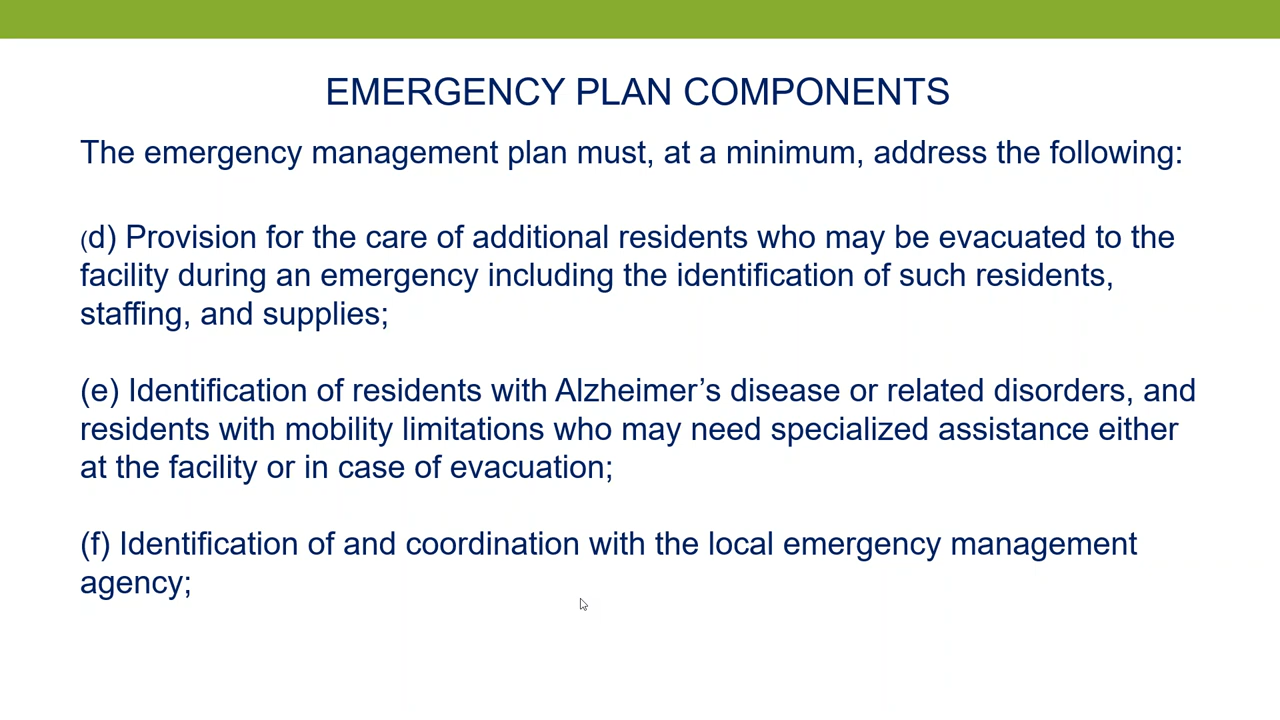 EMERGENCY PLAN COMPONENTS
The emergency management plan must, at a minimum, address the following:
(d) Provision for the care of additional residents who may be evacuated to the
facility during an emergency including the identification of such residents,
staffing, and supplies;
(e) Identification of residents with Alzheimer’s disease or related disorders, and
residents with mobility limitations who may need specialized assistance either
at the facility or in case of evacuation;
(f) Identification of and coordination with the local emergency management
agency;